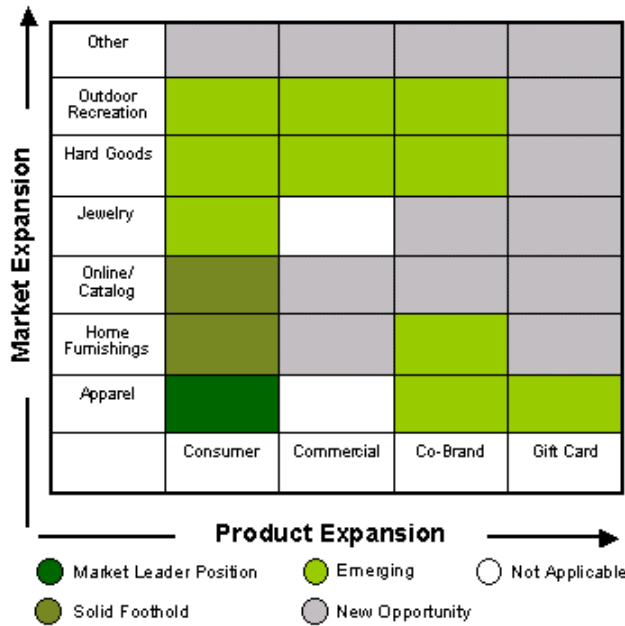 Other
Outdoor
Recreation
Hard Goods
Jewelry
Online/
Catalog
Home
Furnishings
Apparel
Consumer
Commercial
Co-Brand
Gift Card
Market Expansion
Product Expansion
Market Leader Position
Emerging
Not Applicable
Solid Foothold
New Opportunity